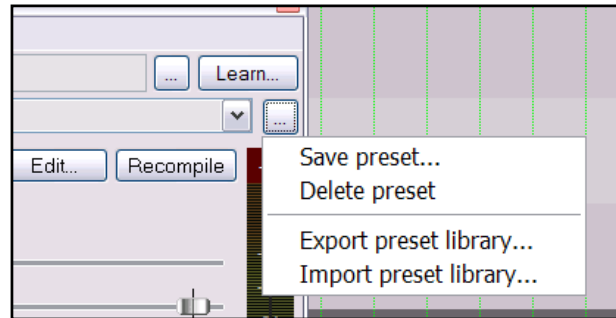 ... Learn...
...
Edit... Recompile
Save preset...
Delete preset
Export preset library...
Import preset library...